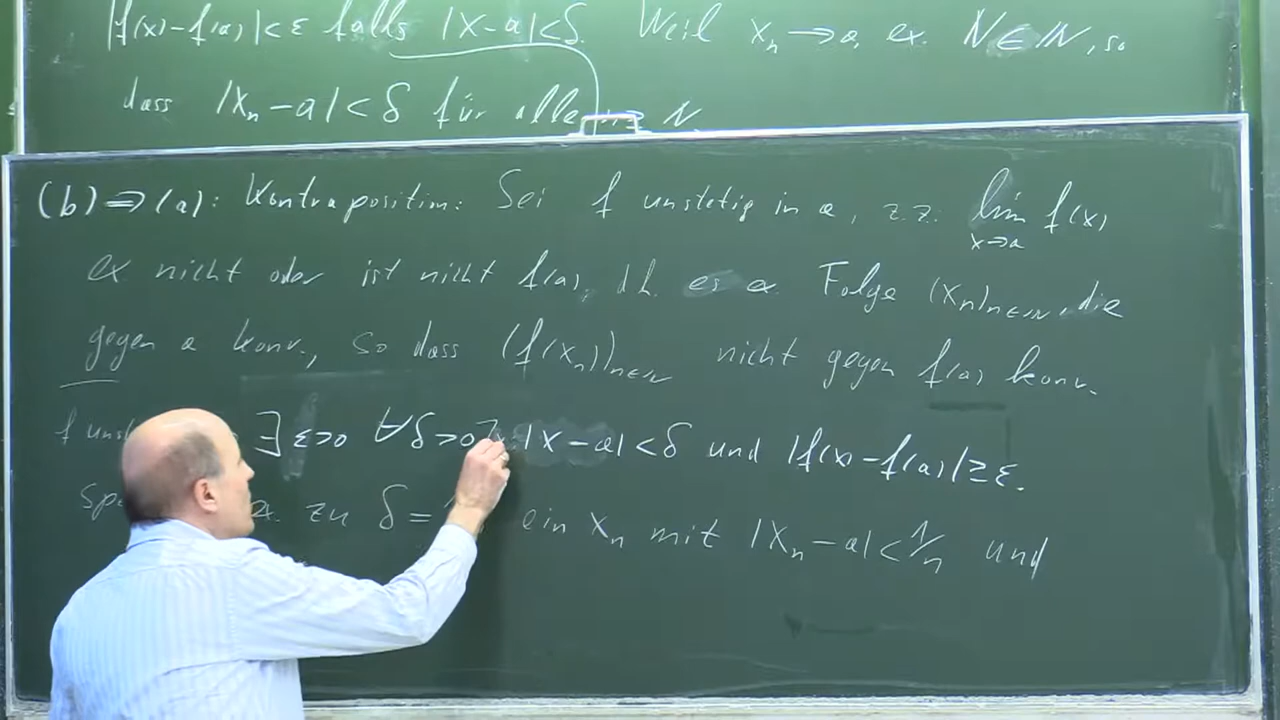 |f(x)-f(a)|<ε falls |x-a|<δ. Weil xₙ→a, ex. N∈ℕ, so
dass |xₙ-a|<δ für alle n≥N
(b)⇒(a): Kontraposition: Sei f unstetig in a, z.z. lim_{x→a} f(x)
ex nicht oder ist nicht f(a), d.h. es ex. Folge (xₙ)_{n∈ℕ}, die
gegen a konv., so dass (f(xₙ))_{n∈ℕ} nicht gegen f(a) konv.
f ∃ε>0 ∀δ>0 ∃x: |x-a|<δ und |f(x)-f(a)|≥ε.
zu δ= ein xₙ mit |xₙ-a|<1/n und